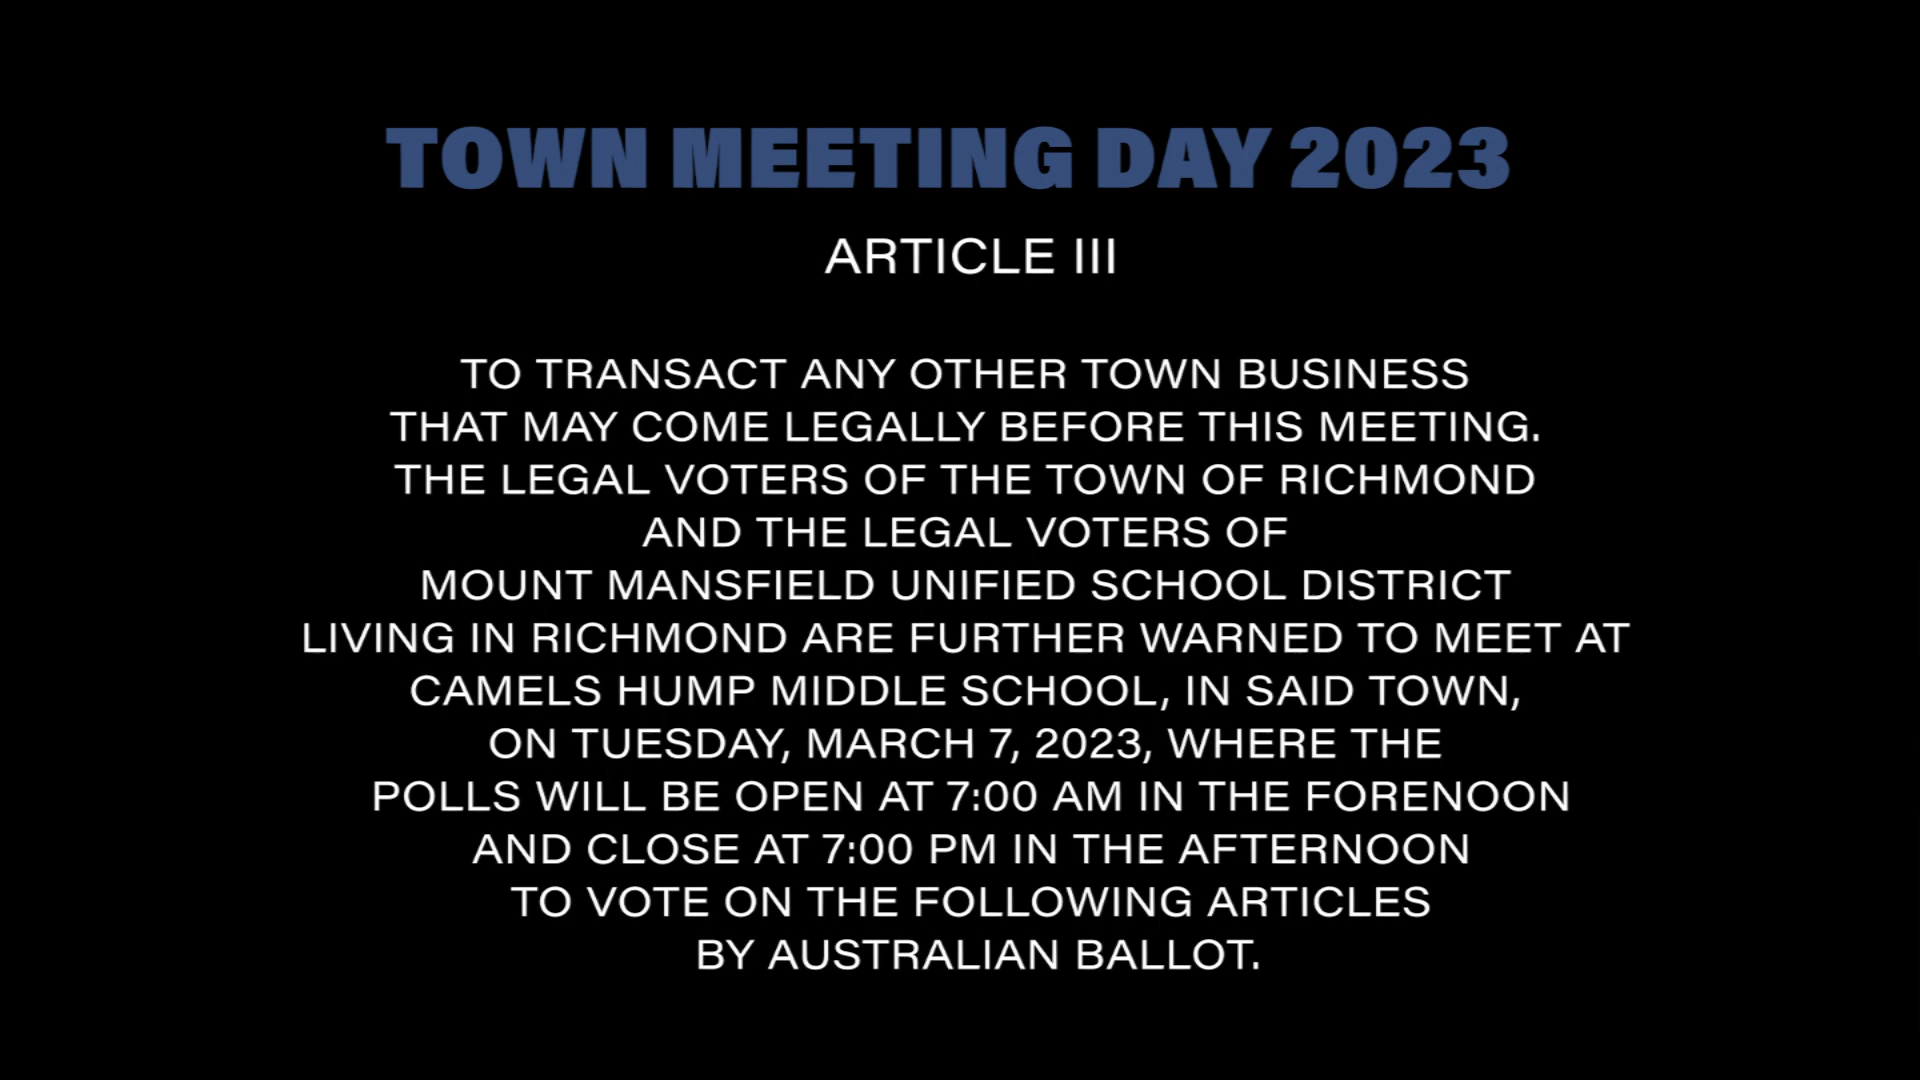 TOWN MEETING DAY 2023
ARTICLE III
TO TRANSACT ANY OTHER TOWN BUSINESS
THAT MAY COME LEGALLY BEFORE THIS MEETING.
THE LEGAL VOTERS OF THE TOWN OF RICHMOND
AND THE LEGAL VOTERS OF
MOUNT MANSFIELD UNIFIED SCHOOL DISTRICT
LIVING IN RICHMOND ARE FURTHER WARNED TO MEET AT
CAMELS HUMP MIDDLE SCHOOL, IN SAID TOWN,
ON TUESDAY, MARCH 7, 2023, WHERE THE
POLLS WILL BE OPEN AT 7:00 AM IN THE FORENOON
AND CLOSE AT 7:00 PM IN THE AFTERNOON
TO VOTE ON THE FOLLOWING ARTICLES
BY AUSTRALIAN BALLOT.